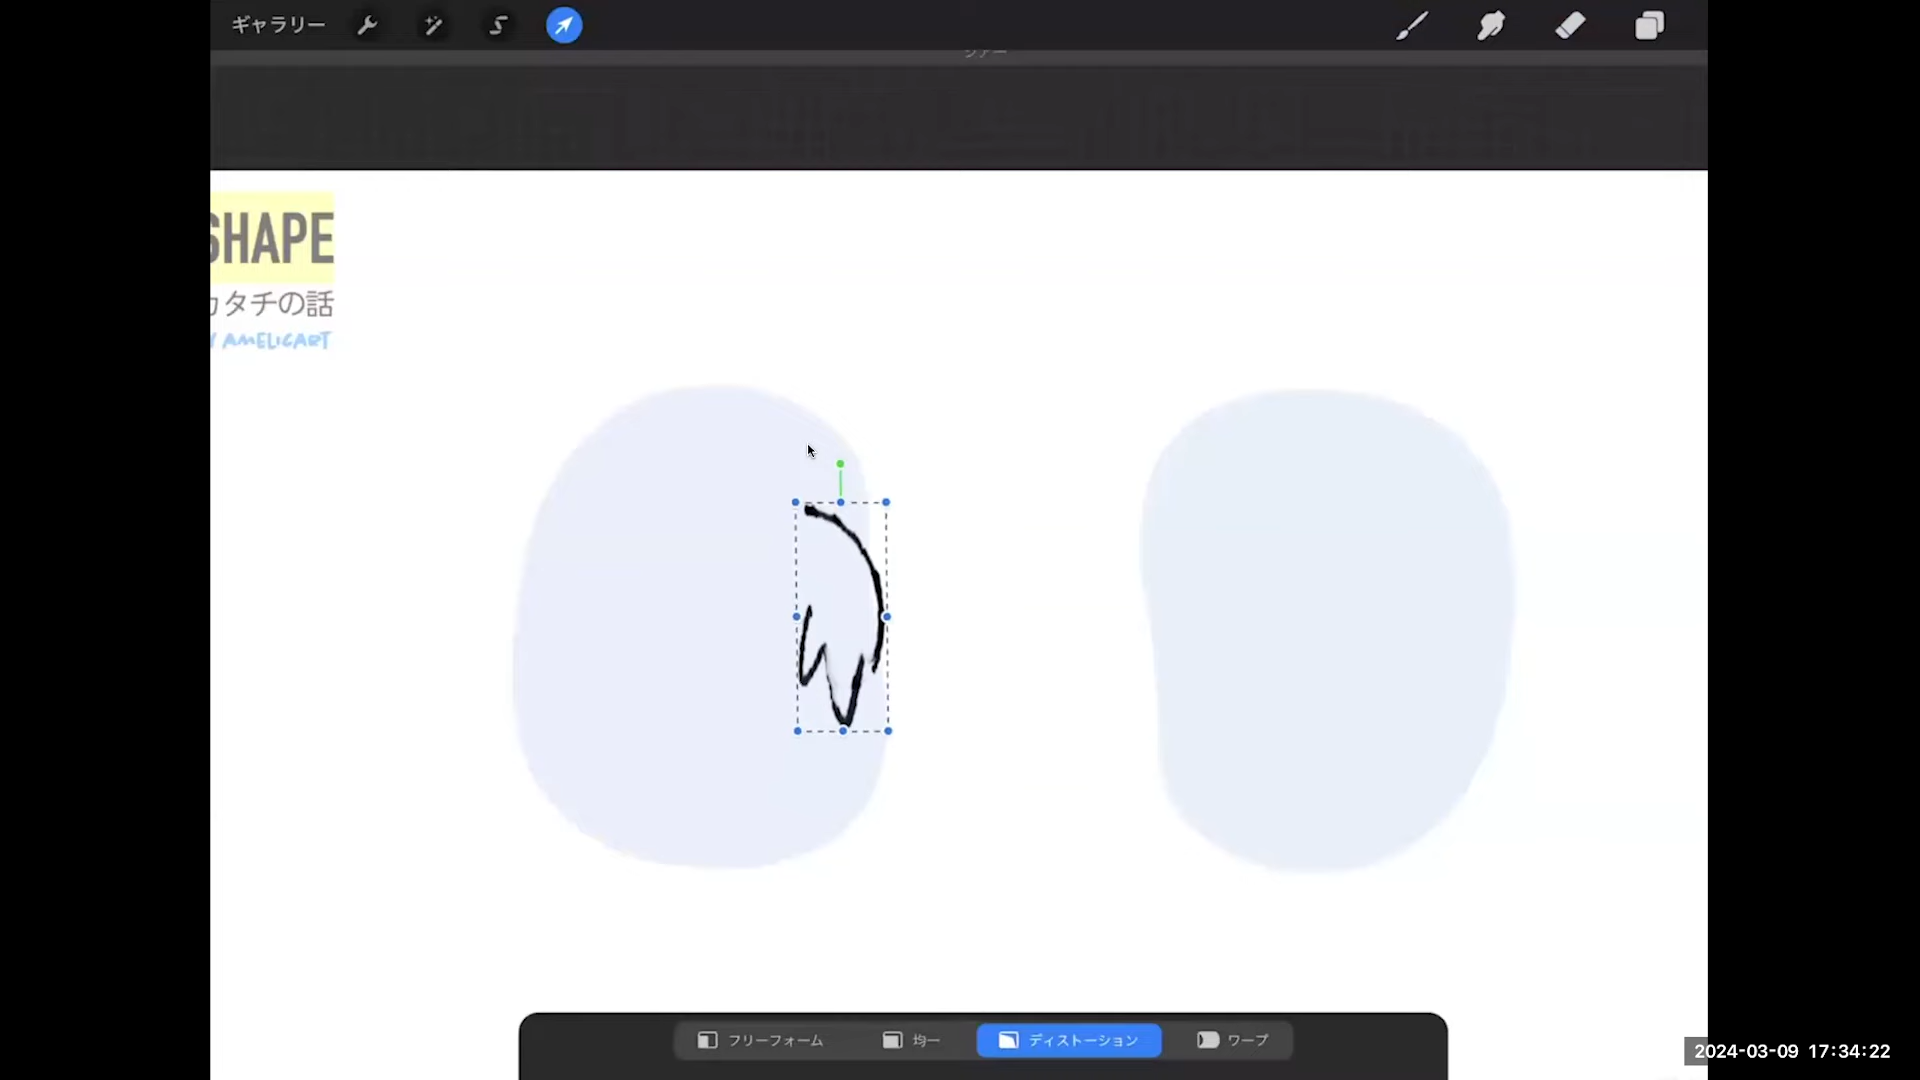 ギャラリー
SHAPE
カタチの話
AMELICART
フリーフォーム 均一 ディストーション ワープ
2024-03-09 17:34:22